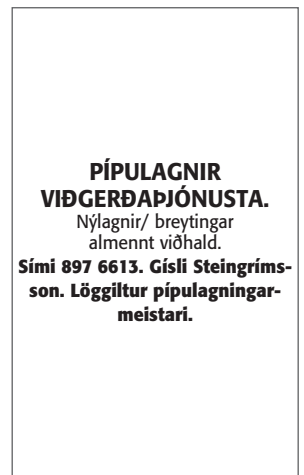 PÍPULAGNIR
VIÐGERÐAÞJÓNUSTA.
Nýlagnir/ breytingar
almennt viðhald.
Sími 897 6613. Gísli Steingríms-
son. Löggiltur pípulagningar-
meistari.